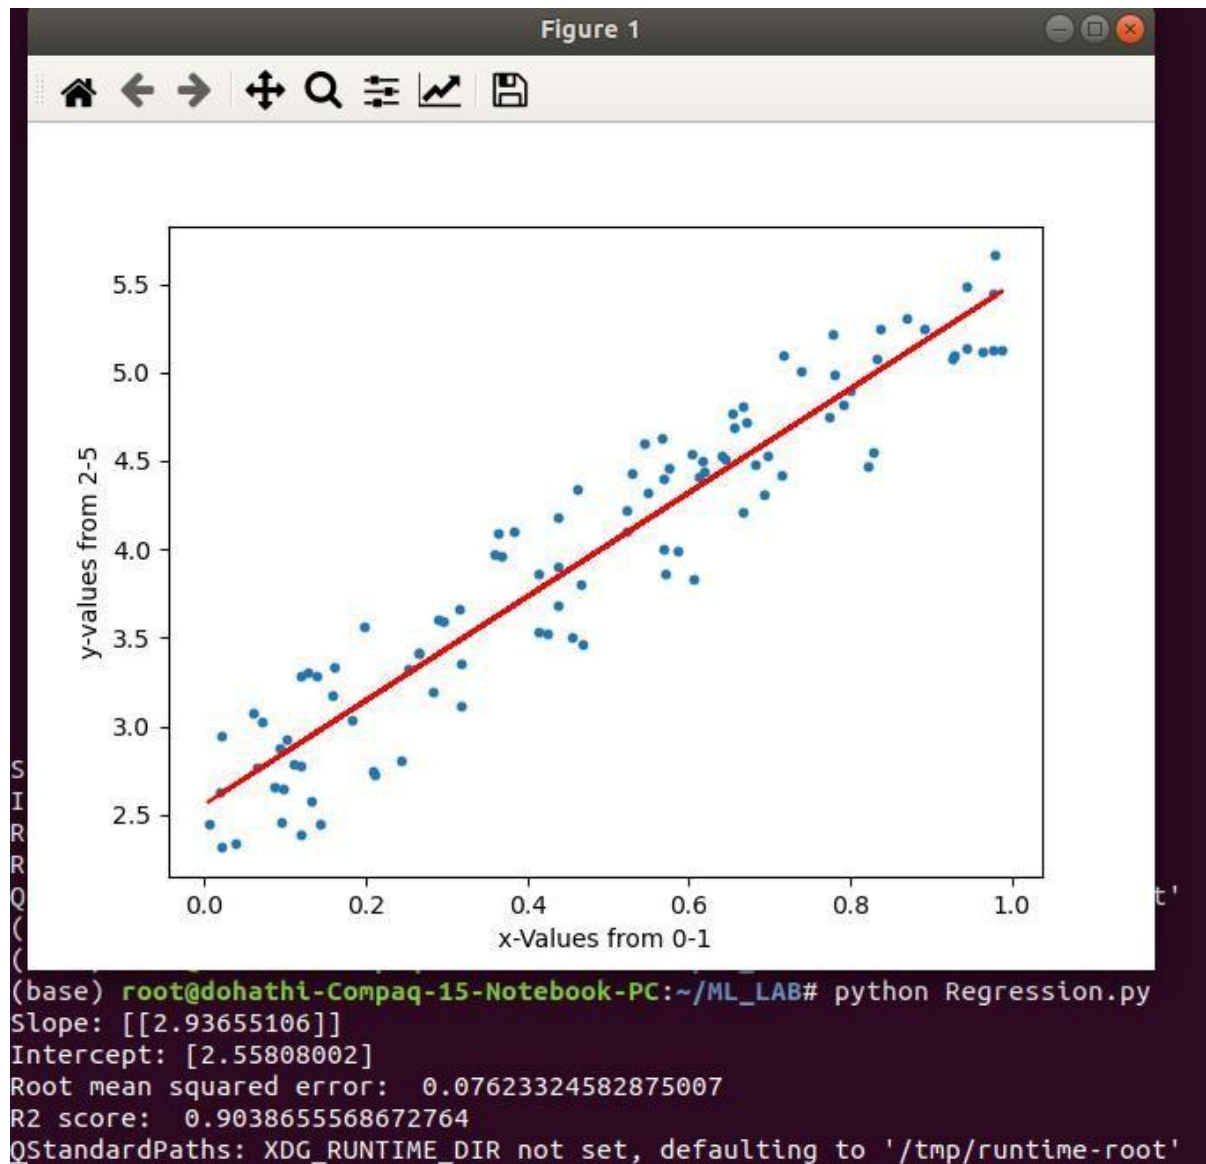 Figure 1
5.5
5.0
4.5
4.0
3.5
3.0
2.5
y-values from 2-5
0.0 0.2 0.4 0.6 0.8 1.0
x-Values from 0-1
S
I
R
R
Q t'
(
(
(base) root@dohathi-Compaq-15-Notebook-PC:~/ML_LAB# python Regression.py
Slope: [[2.93655106]]
Intercept: [2.55808002]
Root mean squared error:  0.07623324582875007
R2 score:  0.9038655568672764
QStandardPaths: XDG_RUNTIME_DIR not set, defaulting to '/tmp/runtime-root'